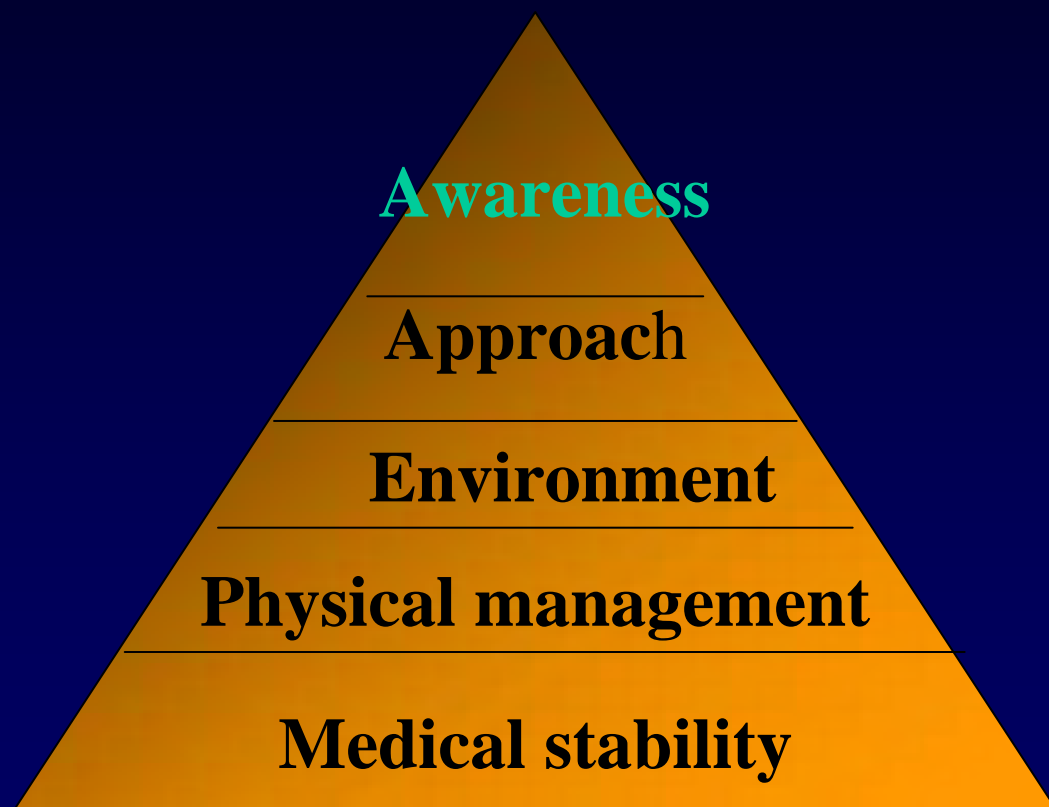 Awareness
Approach
Environment
Physical management
Medical stability